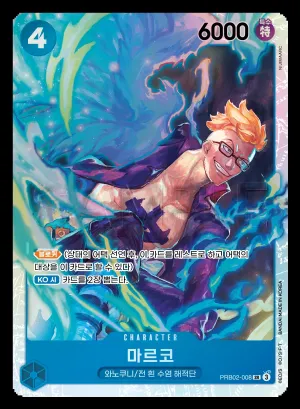 4
6000
특수
特
블로커 (상대의 어택 선언 후, 이 카드를 레스트로 하고 어택의
대상을 이 카드로 할 수 있다)
KO 시 카드를 2장 뽑는다.
CHARACTER
마르코
와노쿠니/전 흰 수염 해적단
PRB02-008
3